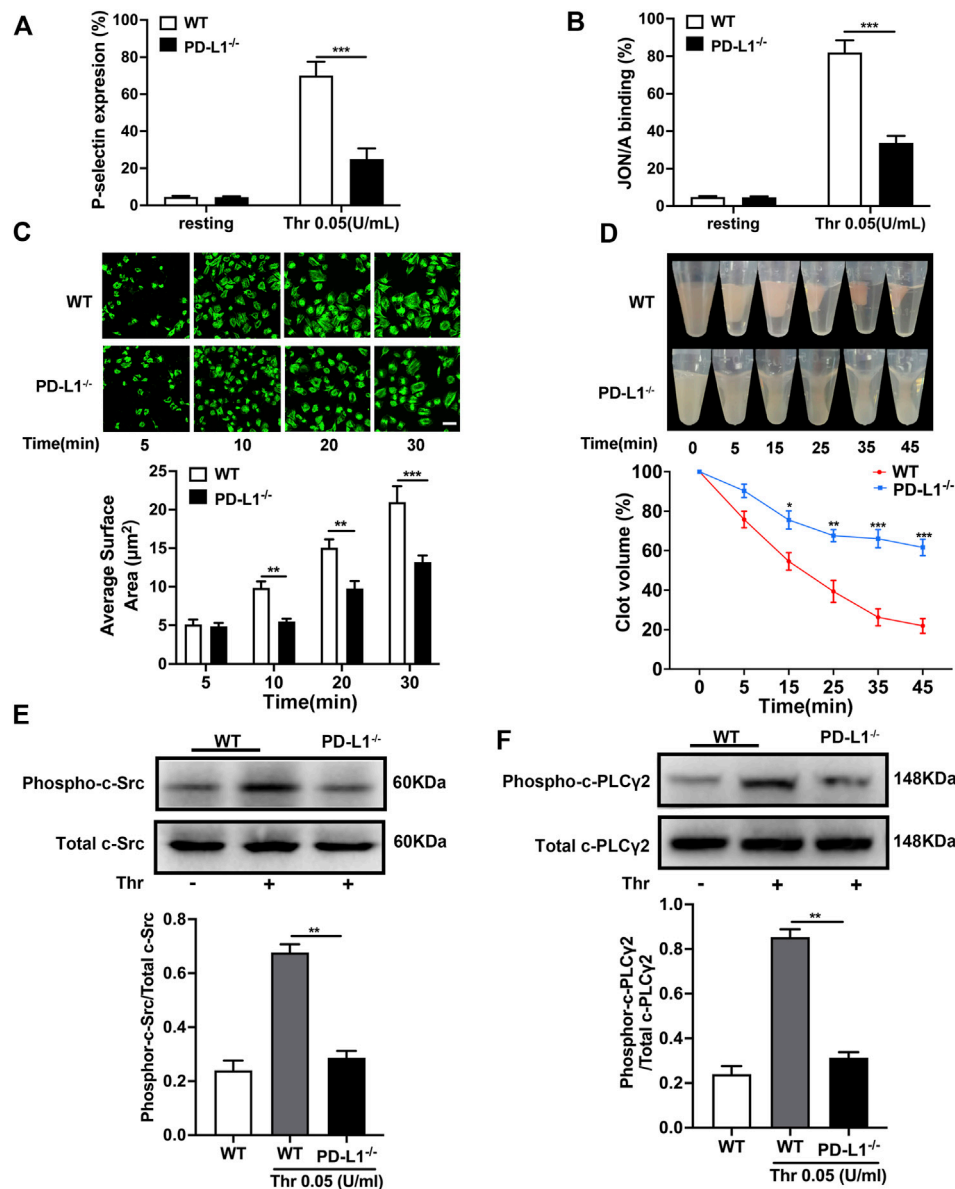 A
P-selectin expression (%)
100
80
60
40
20
0
WT
PD-L1-/-
***
resting
Thr 0.05(U/mL)
B
JON/A binding (%)
100
80
60
40
20
0
WT
PD-L1-/-
***
resting
Thr 0.05(U/mL)
C
WT
PD-L1-/-
Time(min) 5 10 20 30
Average Surface
Area (μm²)
25
20
15
10
5
0
WT
PD-L1-/-
**
**
***
5 10 20 30
Time(min)
D
WT
PD-L1-/-
Time(min) 0 5 15 25 35 45
Clot volume (%)
100
80
60
40
20
0
WT
PD-L1-/-
*
**
***
***
0 5 15 25 35 45
Time(min)
E
WT PD-L1-/-
Phospho-c-Src 60KDa
Total c-Src 60KDa
Thr - + +
Phosphor-c-Src/Total c-Src
0.8
0.6
0.4
0.2
0.0
**
WT WT PD-L1-/-
Thr 0.05 (U/ml)
F
WT PD-L1-/-
Phospho-c-PLCγ2 148KDa
Total c-PLCγ2 148KDa
Thr - + +
Phosphor-c-PLCγ2
/Total c-PLCγ2
1.0
0.8
0.6
0.4
0.2
0.0
**
WT WT PD-L1-/-
Thr 0.05 (U/ml)